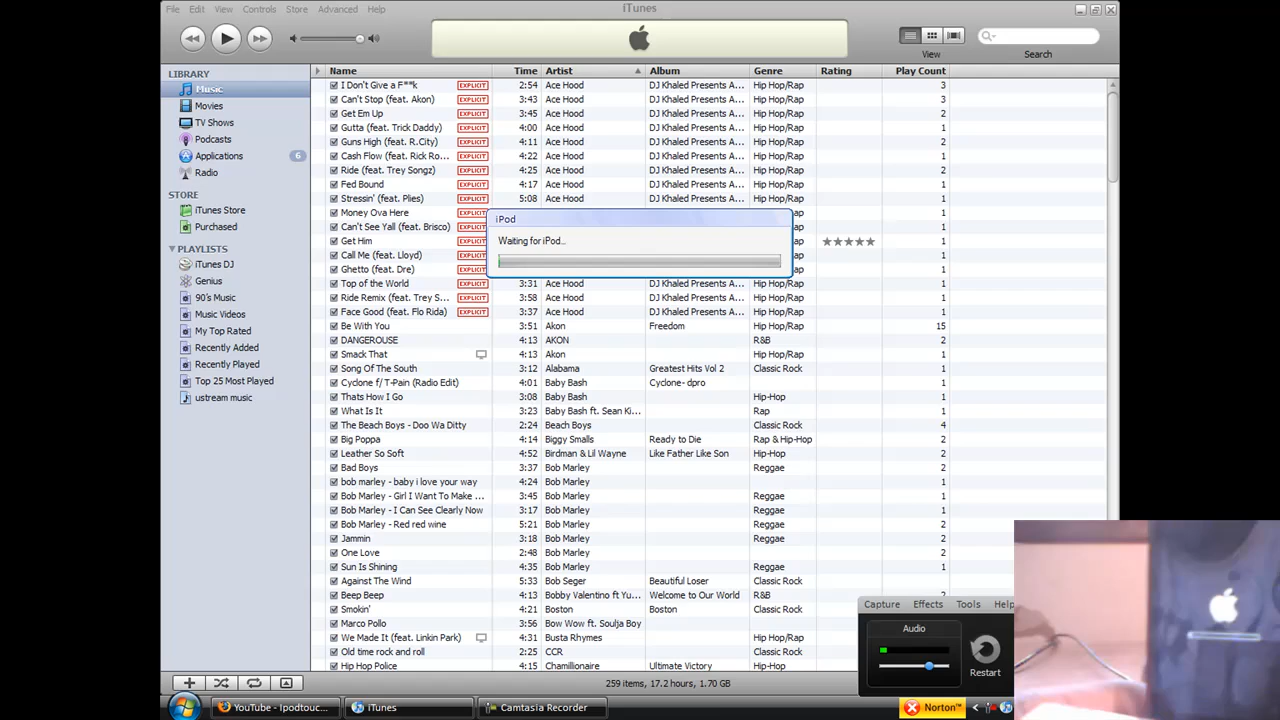 File Edit View Controls Store Advanced Help
iTunes
View
Search
LIBRARY
Music
Movies
TV Shows
Podcasts
Applications 6
Radio
STORE
iTunes Store
Purchased
PLAYLISTS
iTunes DJ
Genius
90's Music
Music Videos
My Top Rated
Recently Added
Recently Played
Top 25 Most Played
ustream music
Name Time Artist Album Genre Rating Play Count
I Don't Give a F**k EXPLICIT 2:54 Ace Hood DJ Khaled Presents A... Hip Hop/Rap 3
Can't Stop (feat. Akon) EXPLICIT 3:43 Ace Hood DJ Khaled Presents A... Hip Hop/Rap 3
Get Em Up EXPLICIT 3:45 Ace Hood DJ Khaled Presents A... Hip Hop/Rap 2
Gutta (feat. Trick Daddy) EXPLICIT 4:00 Ace Hood DJ Khaled Presents A... Hip Hop/Rap 1
Guns High (feat. R.City) EXPLICIT 4:11 Ace Hood DJ Khaled Presents A... Hip Hop/Rap 2
Cash Flow (feat. Rick Ro... EXPLICIT 4:22 Ace Hood DJ Khaled Presents A... Hip Hop/Rap 1
Ride (feat. Trey Songz) EXPLICIT 4:25 Ace Hood DJ Khaled Presents A... Hip Hop/Rap 2
Fed Bound EXPLICIT 4:17 Ace Hood DJ Khaled Presents A... Hip Hop/Rap 1
Stressin' (feat. Plies) EXPLICIT 5:08 Ace Hood DJ Khaled Presents A... Hip Hop/Rap 1
Money Ova Here EXPLICIT ap 1
Can't See Yall (feat. Brisco) EXPLICIT ap 1
Get Him EXPLICIT ap ★★★★★ 1
Call Me (feat. Lloyd) EXPLICIT ap 1
Ghetto (feat. Dre) EXPLICIT ap 1
Top of the World EXPLICIT 3:31 Ace Hood DJ Khaled Presents A... Hip Hop/Rap 1
Ride Remix (feat. Trey S... EXPLICIT 3:58 Ace Hood DJ Khaled Presents A... Hip Hop/Rap 1
Face Good (feat. Flo Rida) EXPLICIT 3:37 Ace Hood DJ Khaled Presents A... Hip Hop/Rap 1
Be With You 3:51 Akon Freedom Hip Hop/Rap 15
DANGEROUSE 4:13 AKON R&B 2
Smack That 4:13 Akon Hip Hop/Rap 1
Song Of The South 3:12 Alabama Greatest Hits Vol 2 Classic Rock 1
Cyclone f/ T-Pain (Radio Edit) 4:01 Baby Bash Cyclone- dpro 1
Thats How I Go 3:08 Baby Bash Hip-Hop 1
What Is It 3:23 Baby Bash ft. Sean Ki... Rap 1
The Beach Boys - Doo Wa Ditty 2:24 Beach Boys Classic Rock 4
Big Poppa 4:14 Biggy Smalls Ready to Die Rap & Hip-Hop 2
Leather So Soft 4:52 Birdman & Lil Wayne Like Father Like Son Hip-Hop 2
Bad Boys 3:37 Bob Marley Reggae 2
bob marley - baby i love your way 4:24 Bob Marley 1
Bob Marley - Girl I Want To Make ... 5:37 Bob Marley Reggae 2
Bob Marley - I Can See Clearly Now 3:17 Bob Marley Reggae 1
Bob Marley - Red red wine 5:21 Bob Marley Reggae 2
Jammin 3:18 Bob Marley Reggae 1
One Love 2:48 Bob Marley 2
Sun Is Shining 4:35 Bob Marley Reggae 1
Against The Wind 5:33 Bob Seger Beautiful Loser Classic Rock
Beep Beep 4:13 Bobby Valentino ft Yu... Welcome to Our World R&B 2
Smokin' 4:21 Boston Boston Classic Rock
Marco Pollo 3:56 Bow Wow ft. Soulja Boy
We Made It (feat. Linkin Park) 4:31 Busta Rhymes Hip Hop/Rap
Old time rock and roll 2:25 CCR Classic Rock
Hip Hop Police 4:15 Chamillionaire Ultimate Victory Hip Hop/Rap
iPod
Waiting for iPod...
259 items, 17.2 hours, 1.70 GB
Capture Effects Tools Help
Audio
Restart
YouTube - Ipodtouc... iTunes Camtasia Recorder Norton™